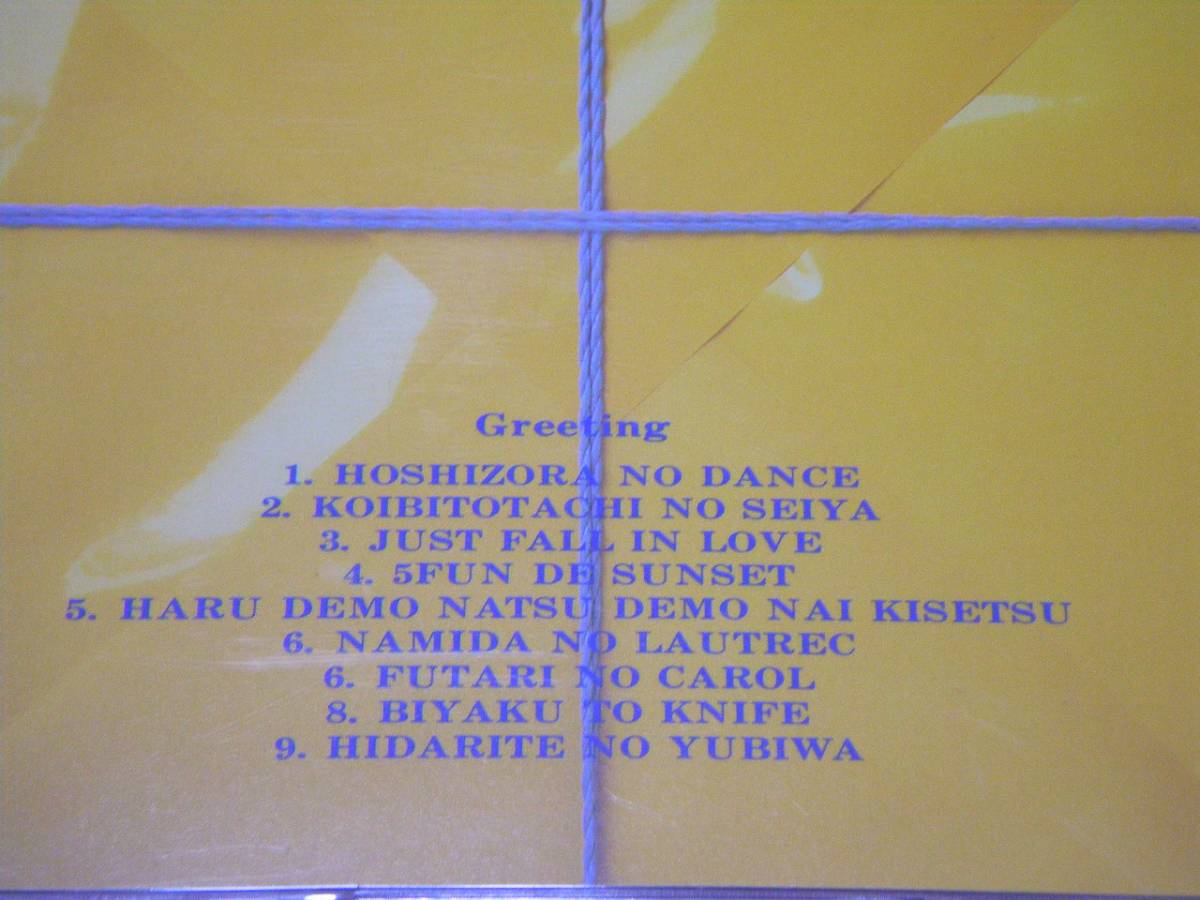 Greeting
1. HOSHIZORA NO DANCE
2. KOIBITOTACHI NO SEIYA
3. JUST FALL IN LOVE
4. 5FUN DE SUNSET
5. HARU DEMO NATSU DEMO NAI KISETSU
6. NAMIDA NO LAUTREC
6. FUTARI NO CAROL
8. BIYAKU TO KNIFE
9. HIDARITE NO YUBIWA